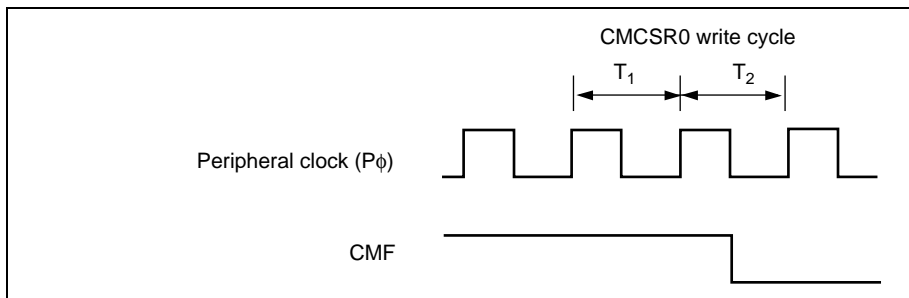 CMCSR0 write cycle
T1 T2
Peripheral clock (Pϕ)
CMF